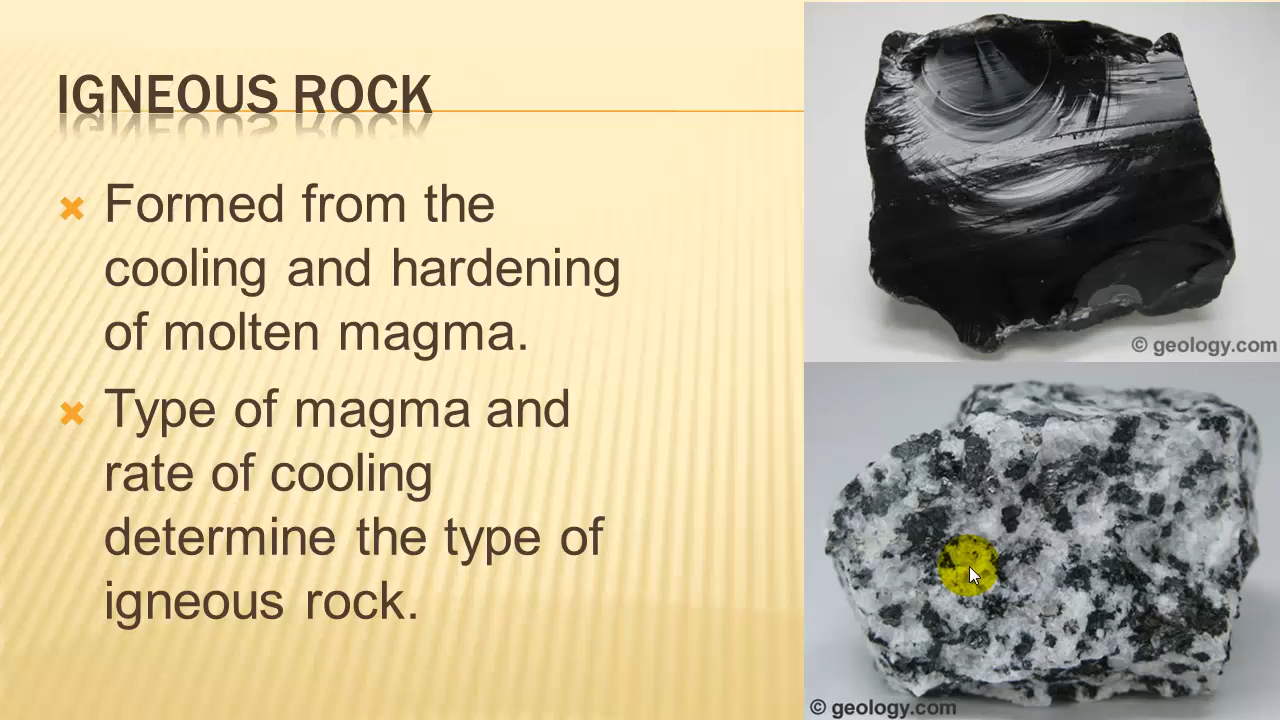 IGNEOUS ROCK
Formed from the
cooling and hardening
of molten magma.
Type of magma and
rate of cooling
determine the type of
igneous rock.
© geology.com
© geology.com